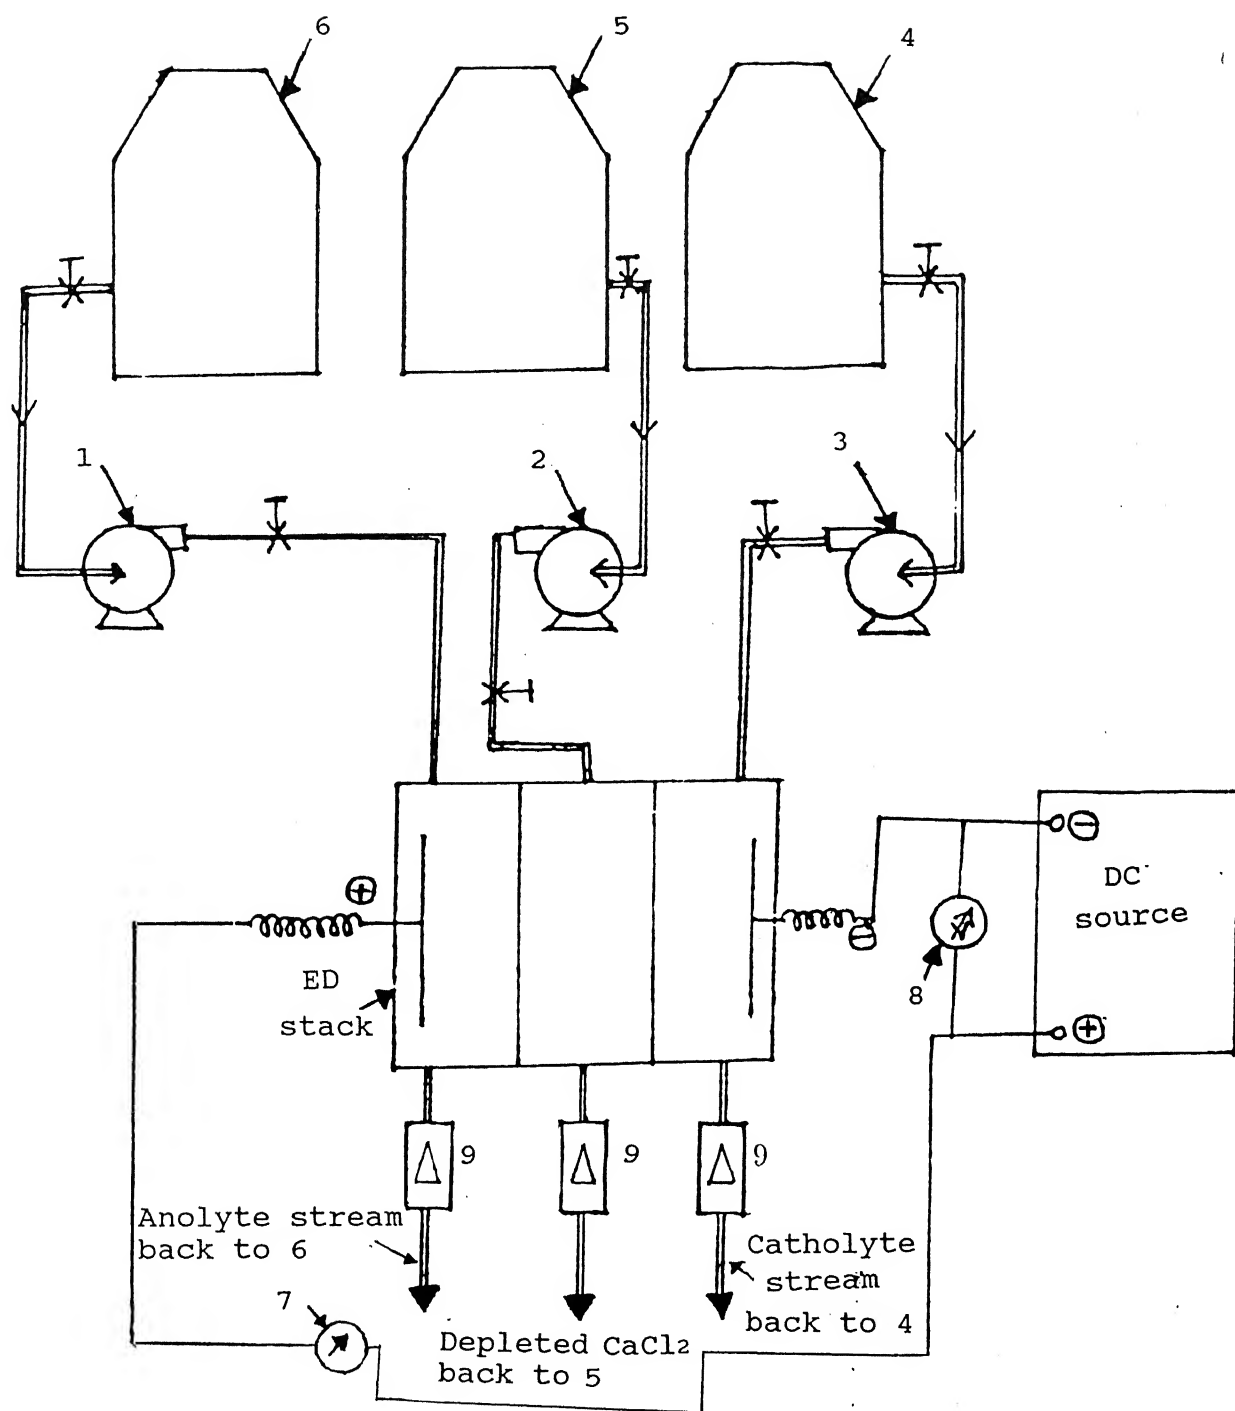 6
5
4
1
2
3
⊕
⊖
⊖
DC
source
ED
stack
8
⊕
9
9
9
Anolyte stream
back to 6
Catholyte
stream
back to 4
7
Depleted CaCl2
back to 5